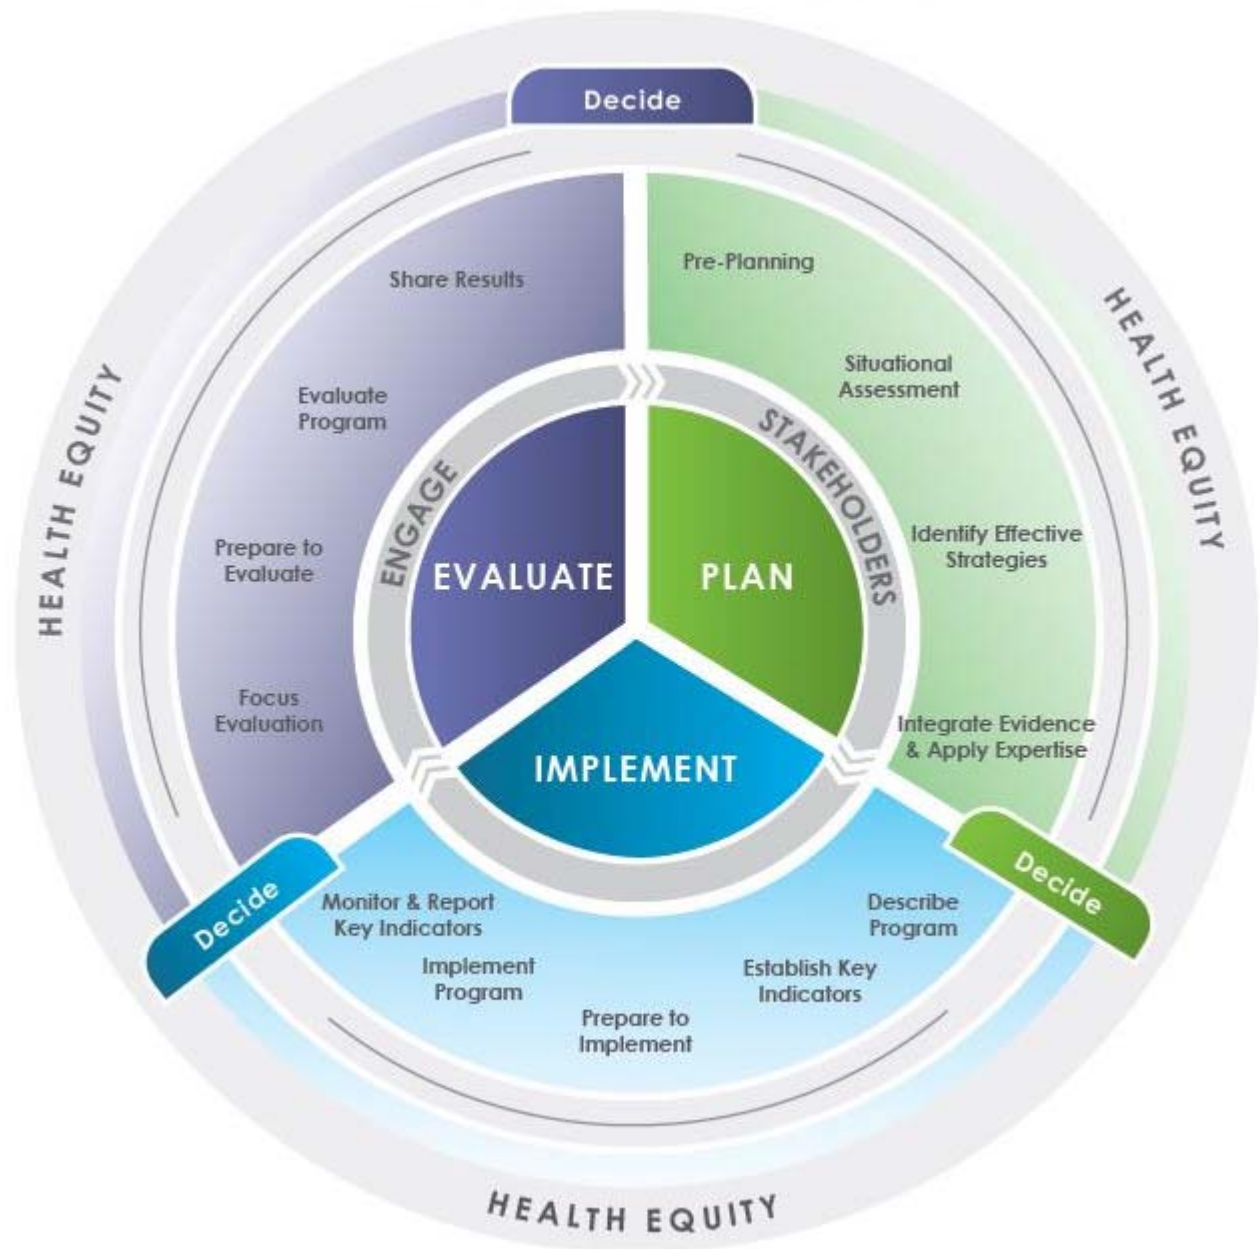 Decide
Pre-Planning
Situational
Assessment
Identify Effective
Strategies
Integrate Evidence
& Apply Expertise
Decide
Describe
Program
Establish Key
Indicators
Prepare to
Implement
Implement
Program
Monitor & Report
Key Indicators
Decide
Focus
Evaluation
Prepare to
Evaluate
Evaluate
Program
Share Results
ENGAGE
STAKEHOLDERS
EVALUATE
PLAN
IMPLEMENT
HEALTH EQUITY
HEALTH EQUITY
HEALTH EQUITY